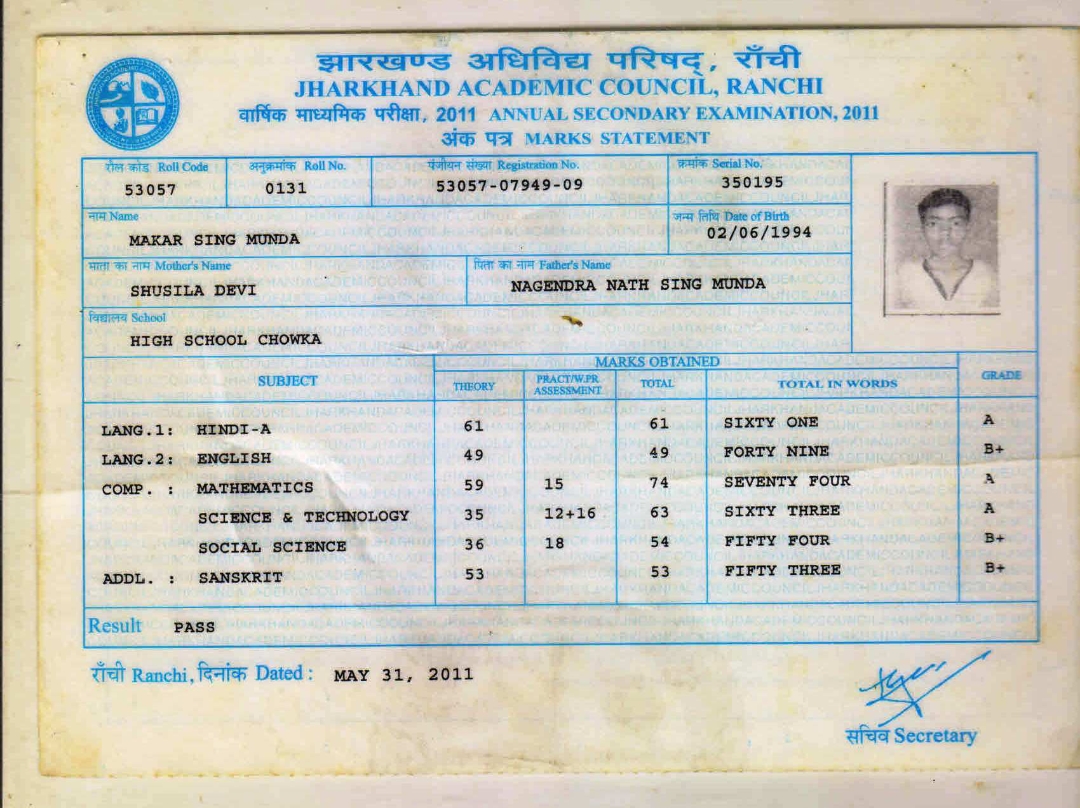 झारखण्ड अधिविद्य परिषद्, राँची
JHARKHAND ACADEMIC COUNCIL, RANCHI
वार्षिक माध्यमिक परीक्षा, 2011 ANNUAL SECONDARY EXAMINATION, 2011
अंक पत्र MARKS STATEMENT
रौल कोड Roll Code अनुक्रमांक Roll No. पंजीयन संख्या Registration No. क्रमांक Serial No.
53057 0131 53057-07949-09 350195
नाम Name जन्म तिथि Date of Birth
MAKAR SING MUNDA 02/06/1994
माता का नाम Mother's Name पिता का नाम Father's Name
SHUSILA DEVI NAGENDRA NATH SING MUNDA
विद्यालय School
HIGH SCHOOL CHOWKA
MARKS OBTAINED
SUBJECT THEORY PRACT/W.PR ASSESSMENT TOTAL TOTAL IN WORDS GRADE
LANG.1: HINDI-A 61 61 SIXTY ONE A
LANG.2: ENGLISH 49 49 FORTY NINE B+
COMP. : MATHEMATICS 59 15 74 SEVENTY FOUR A
SCIENCE & TECHNOLOGY 35 12+16 63 SIXTY THREE A
SOCIAL SCIENCE 36 18 54 FIFTY FOUR B+
ADDL. : SANSKRIT 53 53 FIFTY THREE B+
Result PASS
राँची Ranchi, दिनांक Dated : MAY 31, 2011
सचिव Secretary